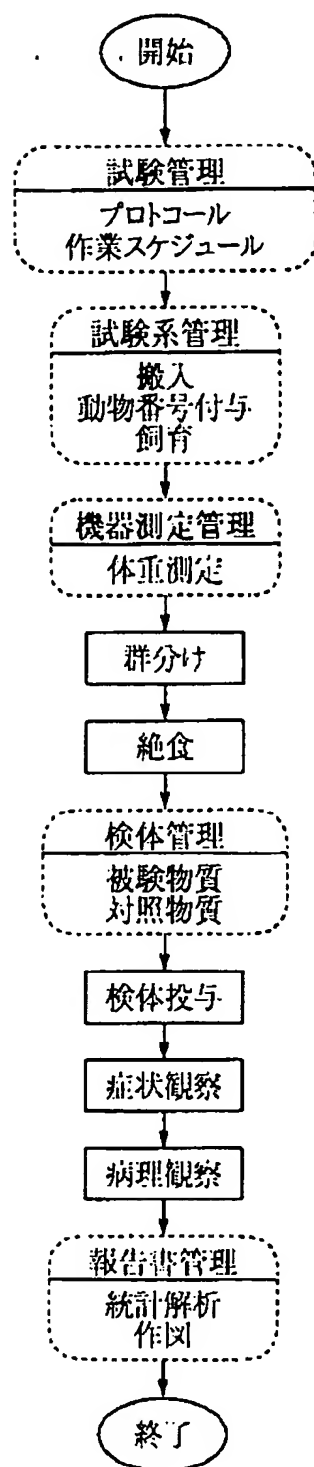 開始
試験管理
プロトコール
作業スケジュール
試験系管理
搬入
動物番号付与
飼育
機器測定管理
体重測定
群分け
絶食
検体管理
被験物質
対照物質
検体投与
症状観察
病理観察
報告書管理
統計解析
作図
終了